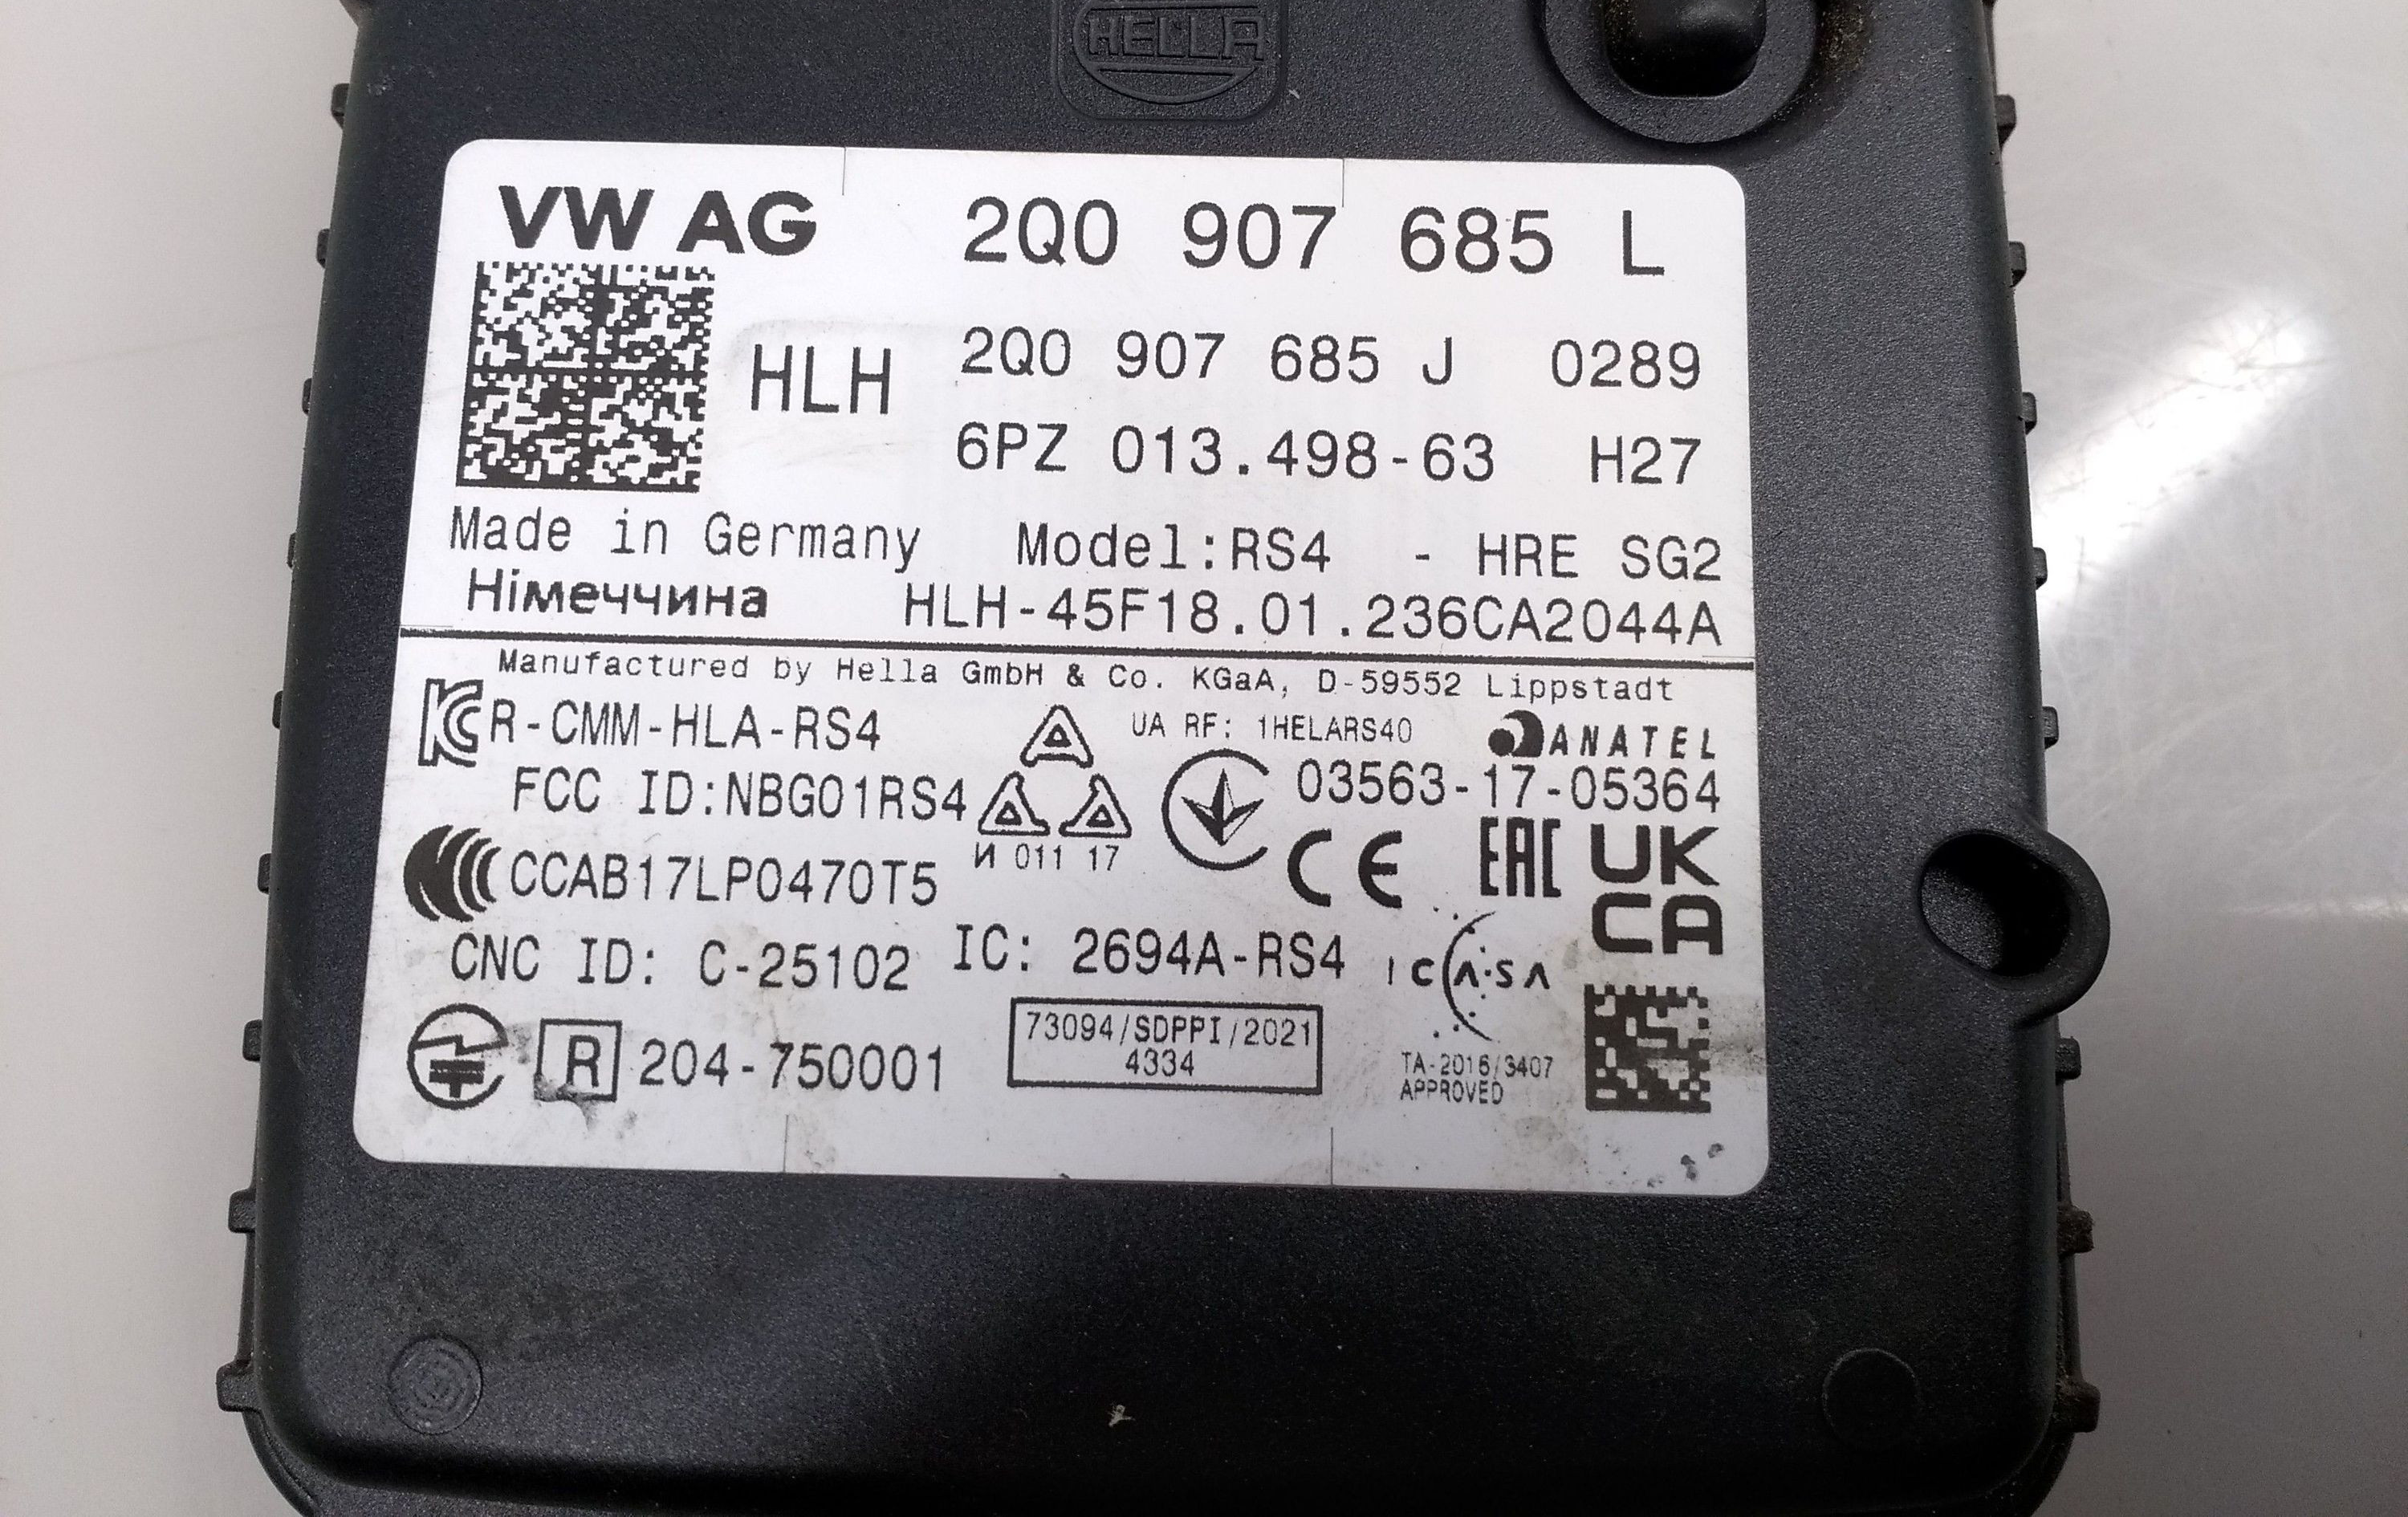 HELLA
VW AG 2Q0 907 685 L
HLH 2Q0 907 685 J 0289
6PZ 013.498-63 H27
Made in Germany Model:RS4 - HRE SG2
Німеччина HLH-45F18.01.236CA2044A
Manufactured by Hella GmbH & Co. KGaA, D-59552 Lippstadt
R-CMM-HLA-RS4 UA RF: 1HELARS40 ANATEL
FCC ID:NBG01RS4 03563-17-05364
И 011 17
CCAB17LP0470T5 CE EAC UK
CA
CNC ID: C-25102 IC: 2694A-RS4 ICASA
R 204-750001 73094/SDPPI/2021
4334
TA-2016/3407
APPROVED